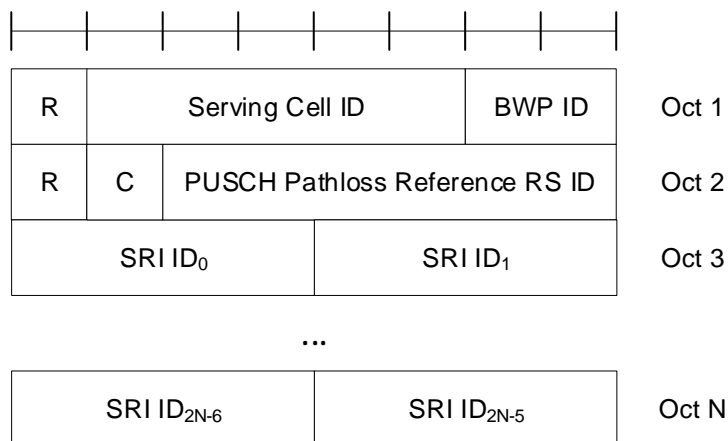 R Serving Cell ID BWP ID Oct 1
R C PUSCH Pathloss Reference RS ID Oct 2
SRI ID₀ SRI ID₁ Oct 3
...
SRI ID₂N-6 SRI ID₂N-5 Oct N